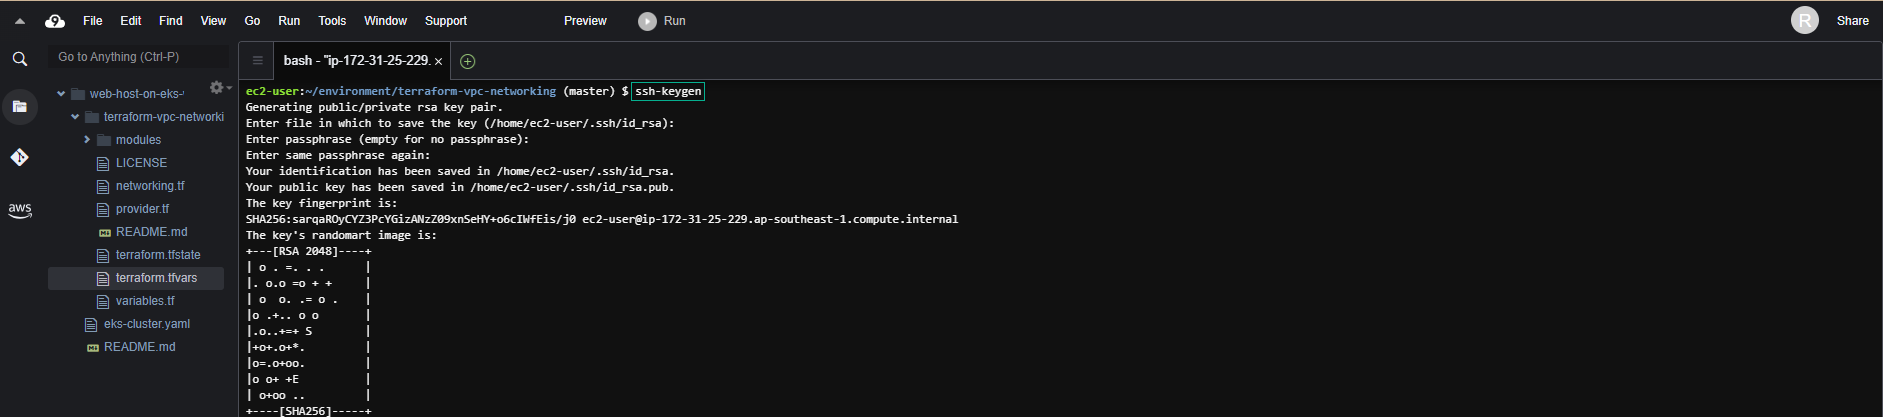 9 File Edit Find View Go Run Tools Window Support Preview Run R Share
Go to Anything (Ctrl-P)
bash - "ip-172-31-25-229. ×
web-host-on-eks-
terraform-vpc-networki
modules
LICENSE
networking.tf
provider.tf
README.md
terraform.tfstate
terraform.tfvars
variables.tf
eks-cluster.yaml
README.md
aws
ec2-user:~/environment/terraform-vpc-networking (master) $ ssh-keygen
Generating public/private rsa key pair.
Enter file in which to save the key (/home/ec2-user/.ssh/id_rsa):
Enter passphrase (empty for no passphrase):
Enter same passphrase again:
Your identification has been saved in /home/ec2-user/.ssh/id_rsa.
Your public key has been saved in /home/ec2-user/.ssh/id_rsa.pub.
The key fingerprint is:
SHA256:sarqaROyCYZ3PcYGizANzZ09xnSeHY+o6cIWfEis/j0 ec2-user@ip-172-31-25-229.ap-southeast-1.compute.internal
The key's randomart image is:
+---[RSA 2048]----+
| o . =. . .      |
|. o.o =o + +     |
| o  o. .= o .    |
|o .+.. o o       |
|.o..+=+ S        |
|+o+.o+*.         |
|o=.o+oo.         |
|o o+ +E          |
| o+oo ..         |
+----[SHA256]-----+